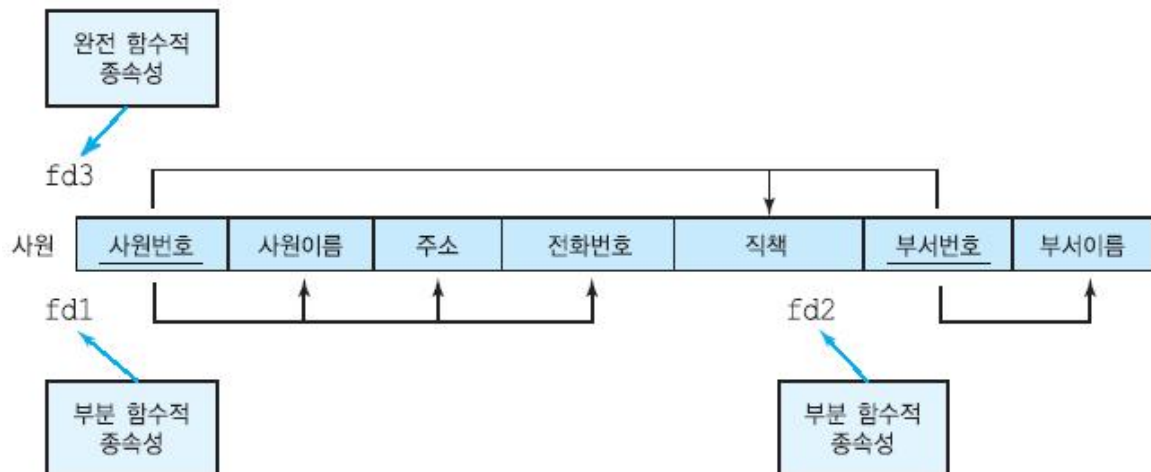 완전 함수적
종속성
fd3
사원 사원번호 사원이름 주소 전화번호 직책 부서번호 부서이름
fd1 fd2
부분 함수적
종속성
부분 함수적
종속성